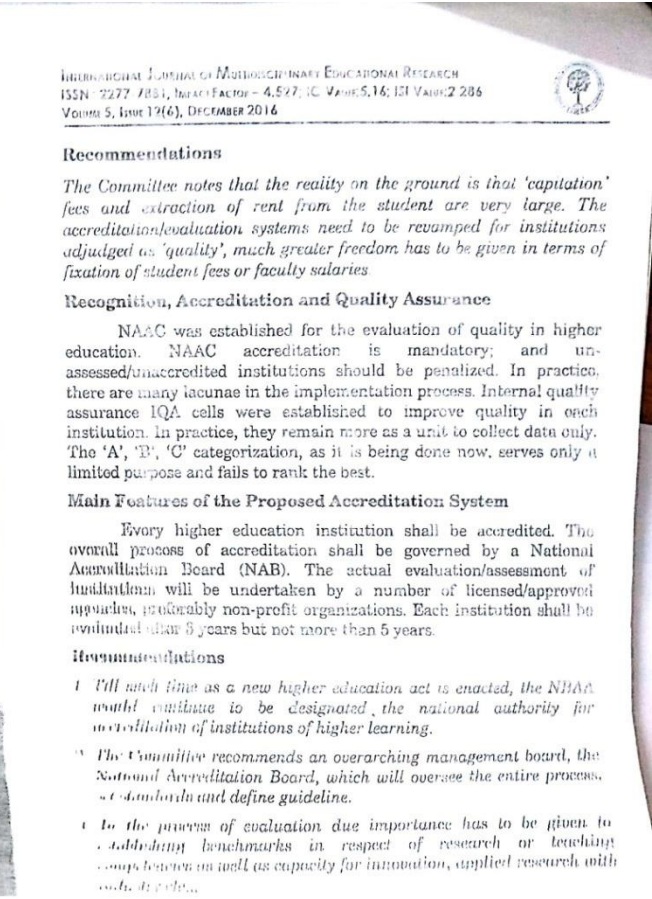 INTERNATIONAL JOURNAL OF MULTIDISCIPLINARY EDUCATIONAL RESEARCH
ISSN : 2277-7881; IMPACT FACTOR – 4.527; IC VALUE:5.16; ISI VALUE:2.286
VOLUME 5, ISSUE 12(6), DECEMBER 2016
Recommendations
The Committee notes that the reality on the ground is that 'capitation'
fees and extraction of rent from the student are very large. The
accreditaion/evaluation systems need to be revamped for institutions
adjudged as 'quality', much greater freedom has to be given in terms of
fixation of student fees or faculty salaries.
Recognition, Accreditation and Quality Assurance
NAAC was established for the evaluation of quality in higher
education. NAAC accreditation is mandatory; and un-
assessed/unaccredited institutions should be penalized. In practice,
there are many lacunae in the implementation process. Internal quality
assurance IQA cells were established to improve quality in each
institution. In practice, they remain more as a unit to collect data only.
The 'A', 'B', 'C' categorization, as it is being done now, serves only a
limited purpose and fails to rank the best.
Main Features of the Proposed Accreditation System
Every higher education institution shall be accredited. The
overall process of accreditation shall be governed by a National
Accreditation Board (NAB). The actual evaluation/assessment of
Institutions will be undertaken by a number of licensed/approved
agencies, preferably non-profit organizations. Each institution shall be
evaluated after 3 years but not more than 5 years.
Recommendations
Till such time as a new higher education act is enacted, the
would continue to be designated, the national authority for
accreditation of institutions of higher learning.
The Committee recommends an overarching management board, the
National Accreditation Board, which will oversee the entire process,
set standards and define guideline.
In the process of evaluation due importance has to be given to
establishing benchmarks in respect of research or teaching
competencies as well as capacity for innovation, applied research with